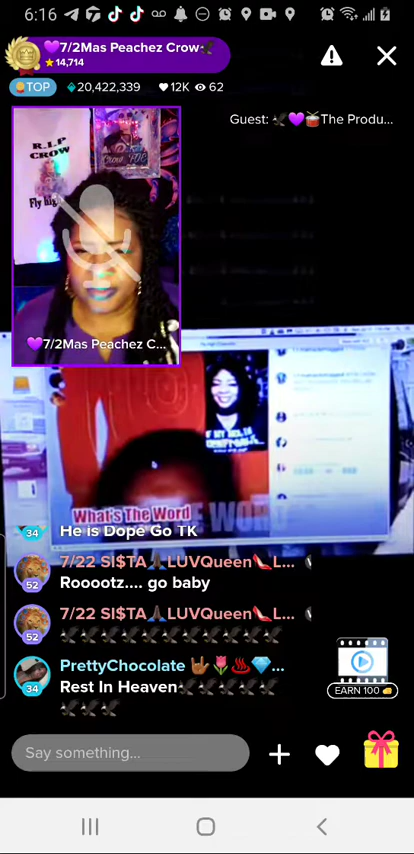 6:16
💜7/2Mas Peachez Crow
14,714
TOP 20,422,339 12K 62
Guest: 💜🥁The Produ...
R.I.P
CROW
Fly high
💜7/2Mas Peachez C...
What's The Word
34 He is Dope Go TK
7/22 SI$TA LUVQueen👠L...
52 Rooootz.... go baby
7/22 SI$TA LUVQueen👠L...
52
PrettyChocolate 🤟🏾🌷♨️💎...
34 Rest In Heaven
EARN 100
Say something...